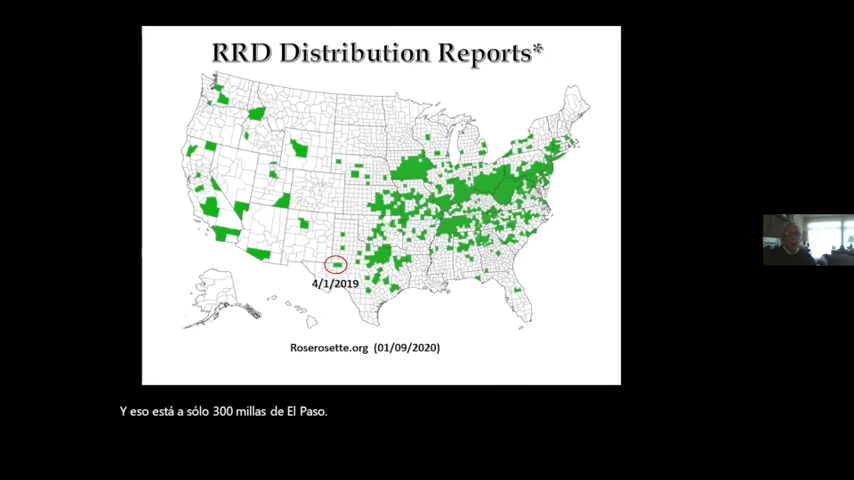 RRD Distribution Reports*
4/1/2019
Roserosette.org (01/09/2020)
Y eso está a sólo 300 millas de El Paso.